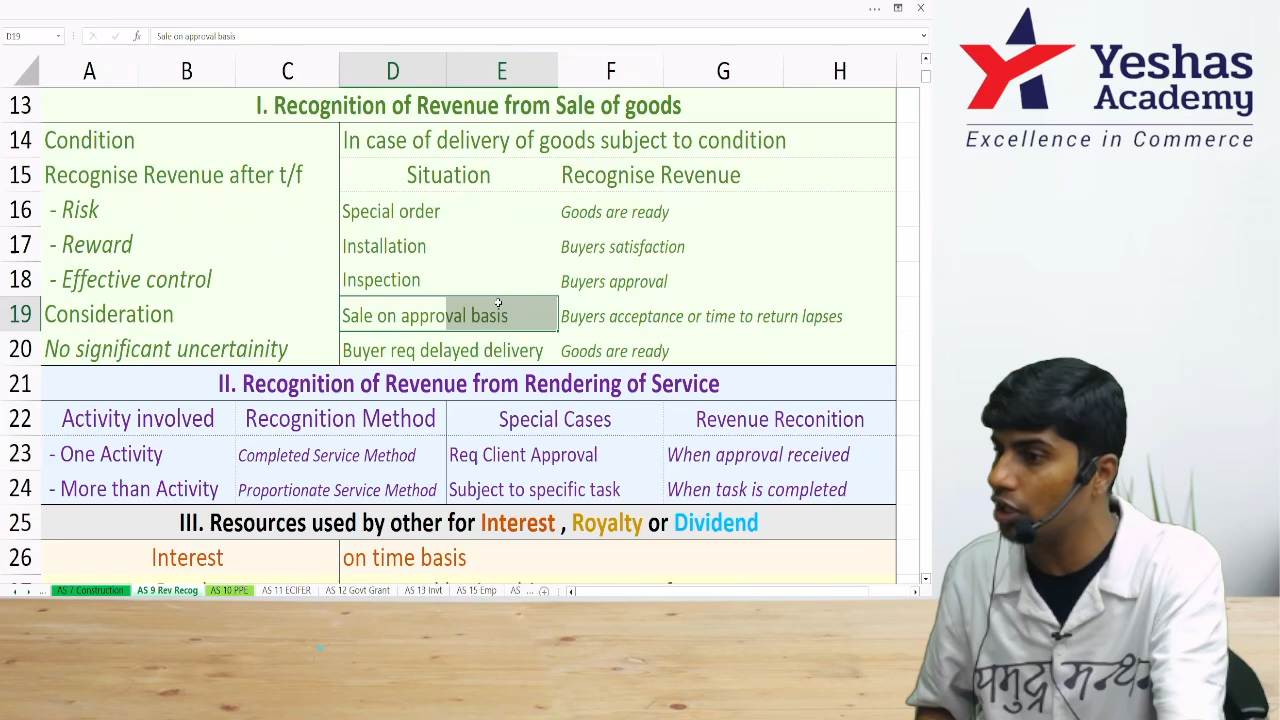 D19
fx
Sale on approval basis
A B C D E F G H
13 I. Recognition of Revenue from Sale of goods
14 Condition In case of delivery of goods subject to condition
15 Recognise Revenue after t/f Situation Recognise Revenue
16 - Risk Special order Goods are ready
17 - Reward Installation Buyers satisfaction
18 - Effective control Inspection Buyers approval
19 Consideration Sale on approval basis Buyers acceptance or time to return lapses
20 No significant uncertainity Buyer req delayed delivery Goods are ready
21 II. Recognition of Revenue from Rendering of Service
22 Activity involved Recognition Method Special Cases Revenue Reconition
23 - One Activity Completed Service Method Req Client Approval When approval received
24 - More than Activity Proportionate Service Method Subject to specific task When task is completed
25 III. Resources used by other for Interest , Royalty or Dividend
26 Interest on time basis
... AS 7 Construction AS 9 Rev Recog AS 10 PPE AS 11 ECIFER AS 12 Govt Grant AS 13 Invt AS 15 Emp AS ...
Yeshas
Academy
Excellence in Commerce